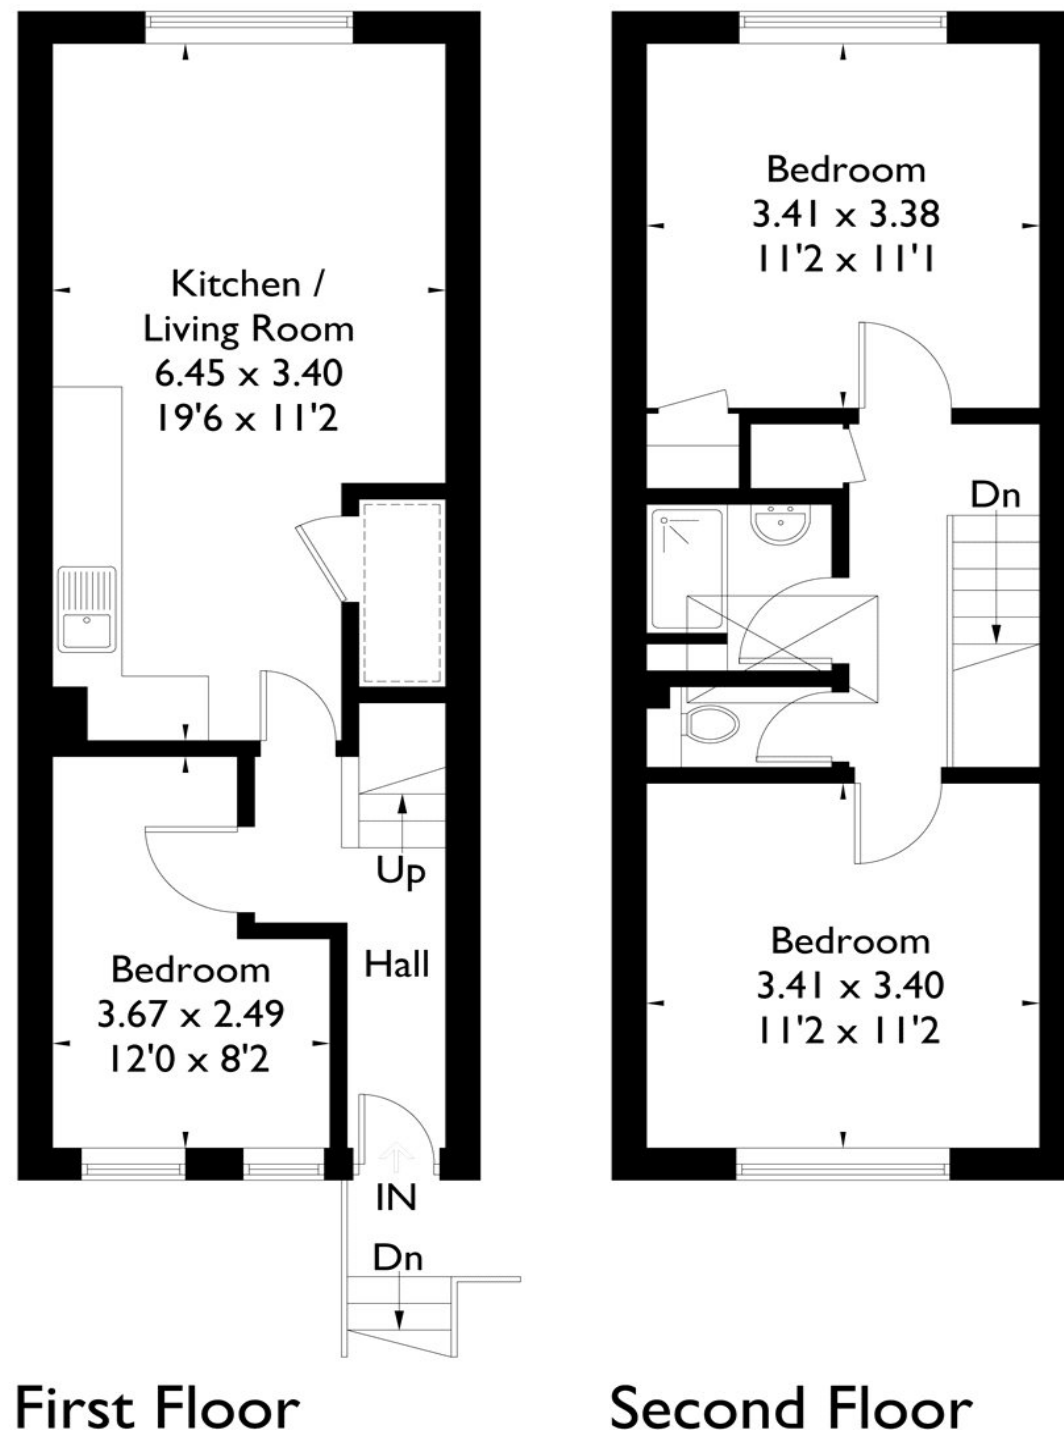 Kitchen /
Living Room
6.45 x 3.40
19'6 x 11'2
Up
Hall
Bedroom
3.67 x 2.49
12'0 x 8'2
IN
Dn
First Floor
Bedroom
3.41 x 3.38
11'2 x 11'1
Dn
Bedroom
3.41 x 3.40
11'2 x 11'2
Second Floor